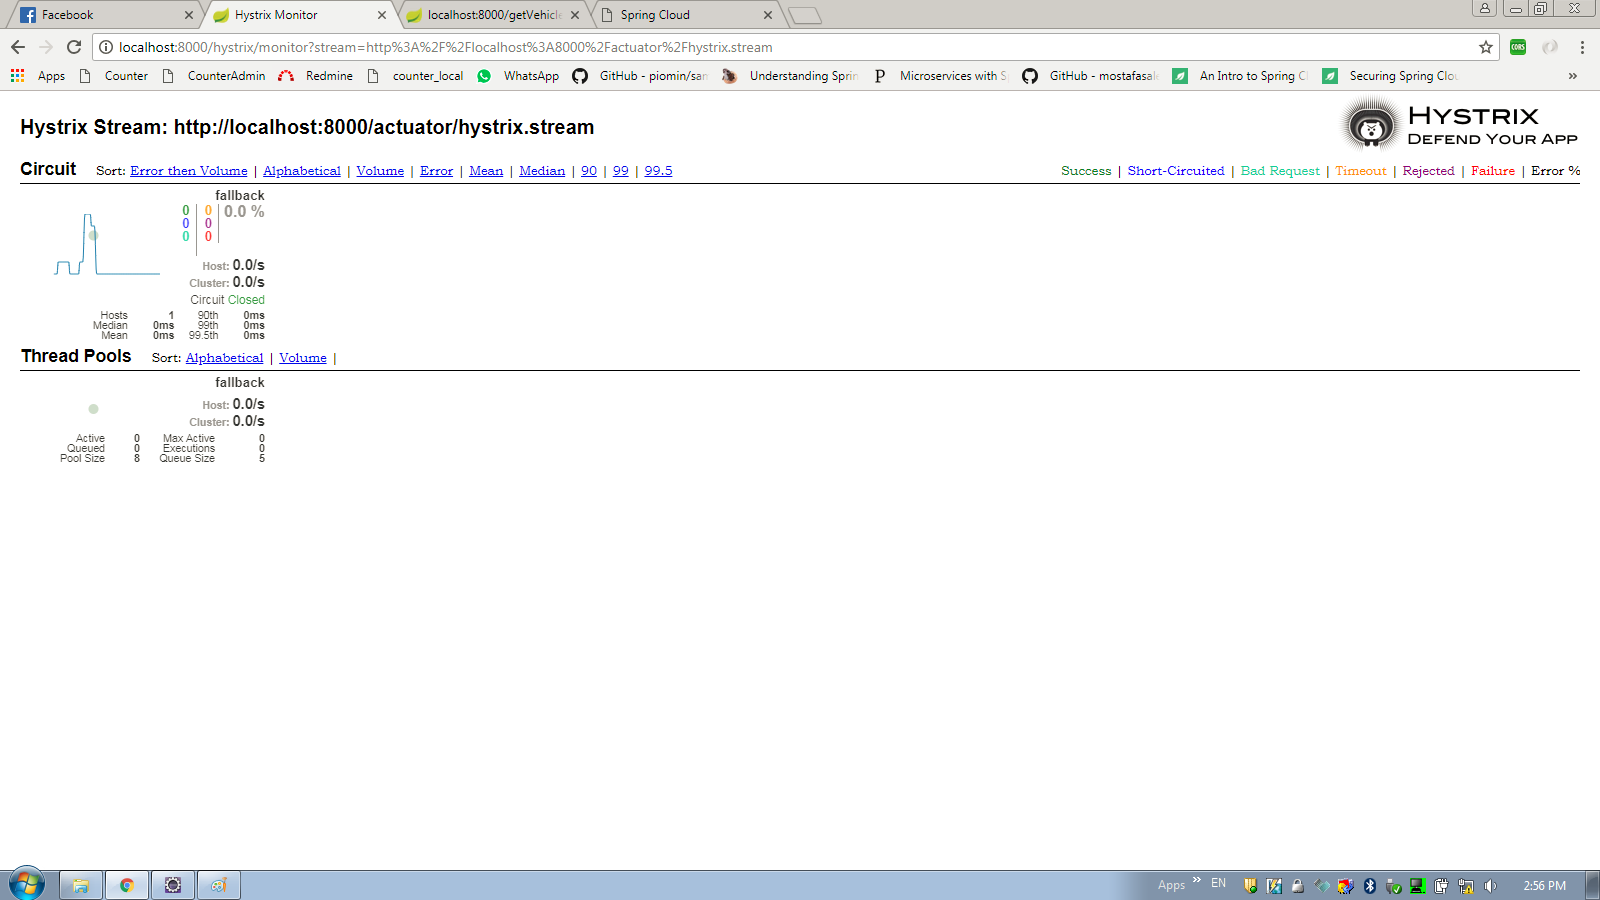 Facebook
Hystrix Monitor
localhost:8000/getVehicle
Spring Cloud
localhost:8000/hystrix/monitor?stream=http%3A%2F%2Flocalhost%3A8000%2Factuator%2Fhystrix.stream
CORS
Apps Counter CounterAdmin Redmine counter_local WhatsApp GitHub - piomin/sam Understanding Sprin Microservices with S GitHub - mostafasale An Intro to Spring C Securing Spring Clou »
Hystrix Stream: http://localhost:8000/actuator/hystrix.stream
HYSTRIX
DEFEND YOUR APP
Circuit Sort: Error then Volume | Alphabetical | Volume | Error | Mean | Median | 90 | 99 | 99.5
Success | Short-Circuited | Bad Request | Timeout | Rejected | Failure | Error %
fallback
0 0 0.0 %
0 0
0 0
Host: 0.0/s
Cluster: 0.0/s
Circuit Closed
Hosts 1 90th 0ms
Median 0ms 99th 0ms
Mean 0ms 99.5th 0ms
Thread Pools Sort: Alphabetical | Volume |
fallback
Host: 0.0/s
Cluster: 0.0/s
Active 0 Max Active 0
Queued 0 Executions 0
Pool Size 8 Queue Size 5
Apps » EN 2:56 PM